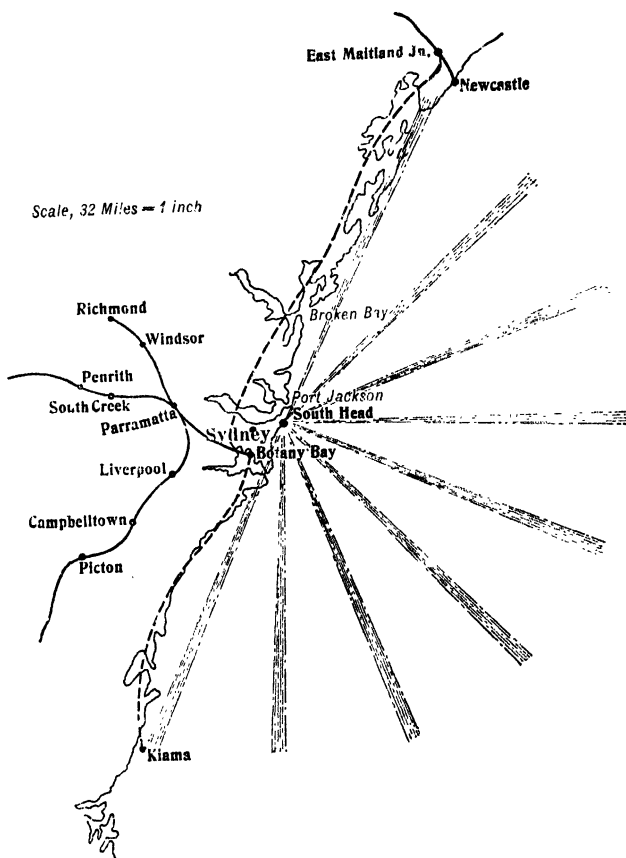 East Maitland Jn.
Newcastle
Scale, 32 Miles = 1 inch
Richmond
Broken Bay
Windsor
Penrith
South Creek
Port Jackson
Parramatta
South Head
Sydney
Botany Bay
Liverpool
Campbelltown
Picton
Kiama